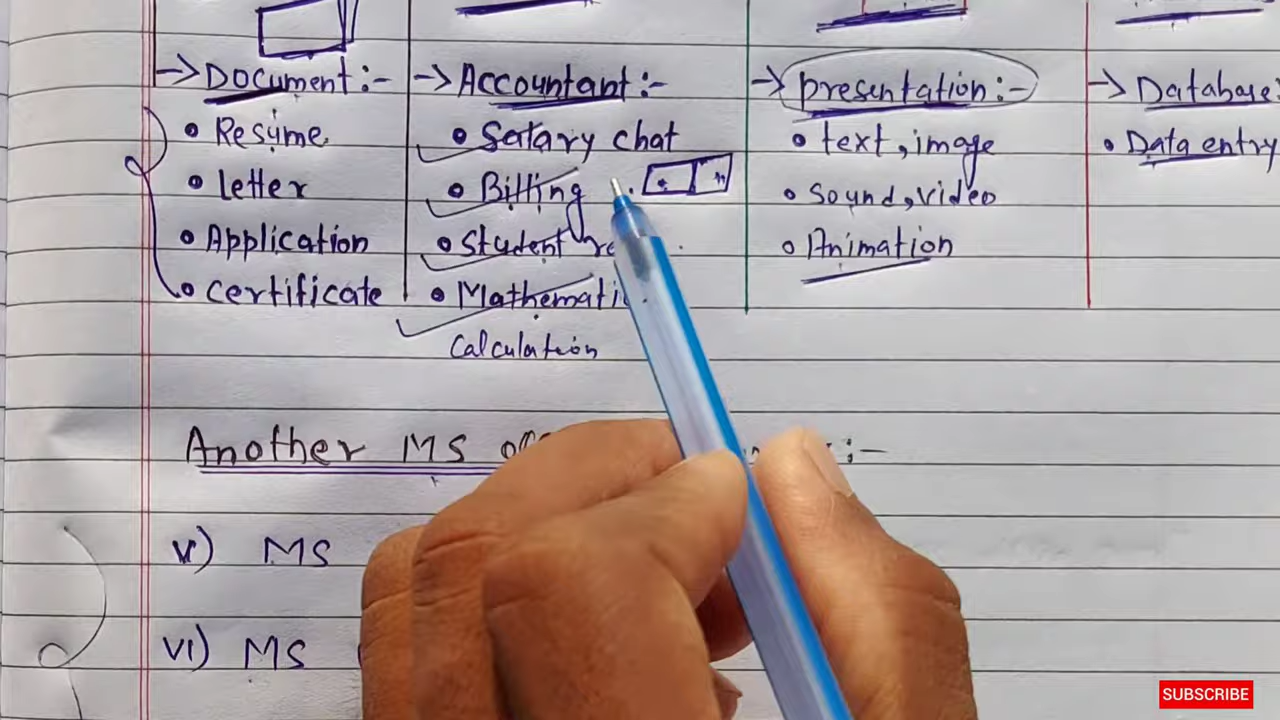 → Document :-
• Resume
• Letter
• Application
• Certificate
→ Accountant :-
• Satary chat
• Billing
• Student
• Mathemati
Calculation
→ presentation :-
• text, image
• Sound, video
• Animation
→ Database:
• Data entry
Another MS
v) MS
vi) MS
SUBSCRIBE